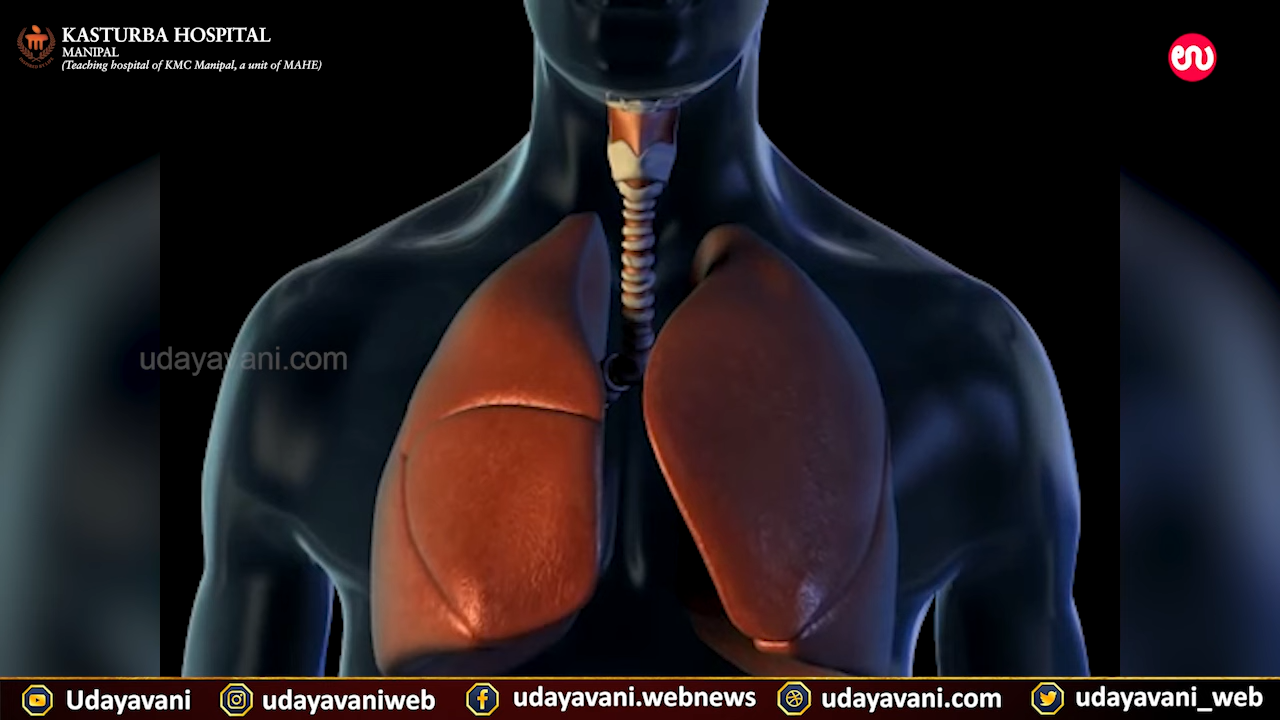 KASTURBA HOSPITAL
MANIPAL
(Teaching hospital of KMC Manipal, a unit of MAHE)
ಉ
udayavani.com
Udayavani
udayavaniweb
udayavani.webnews
udayavani.com
udayavani_web